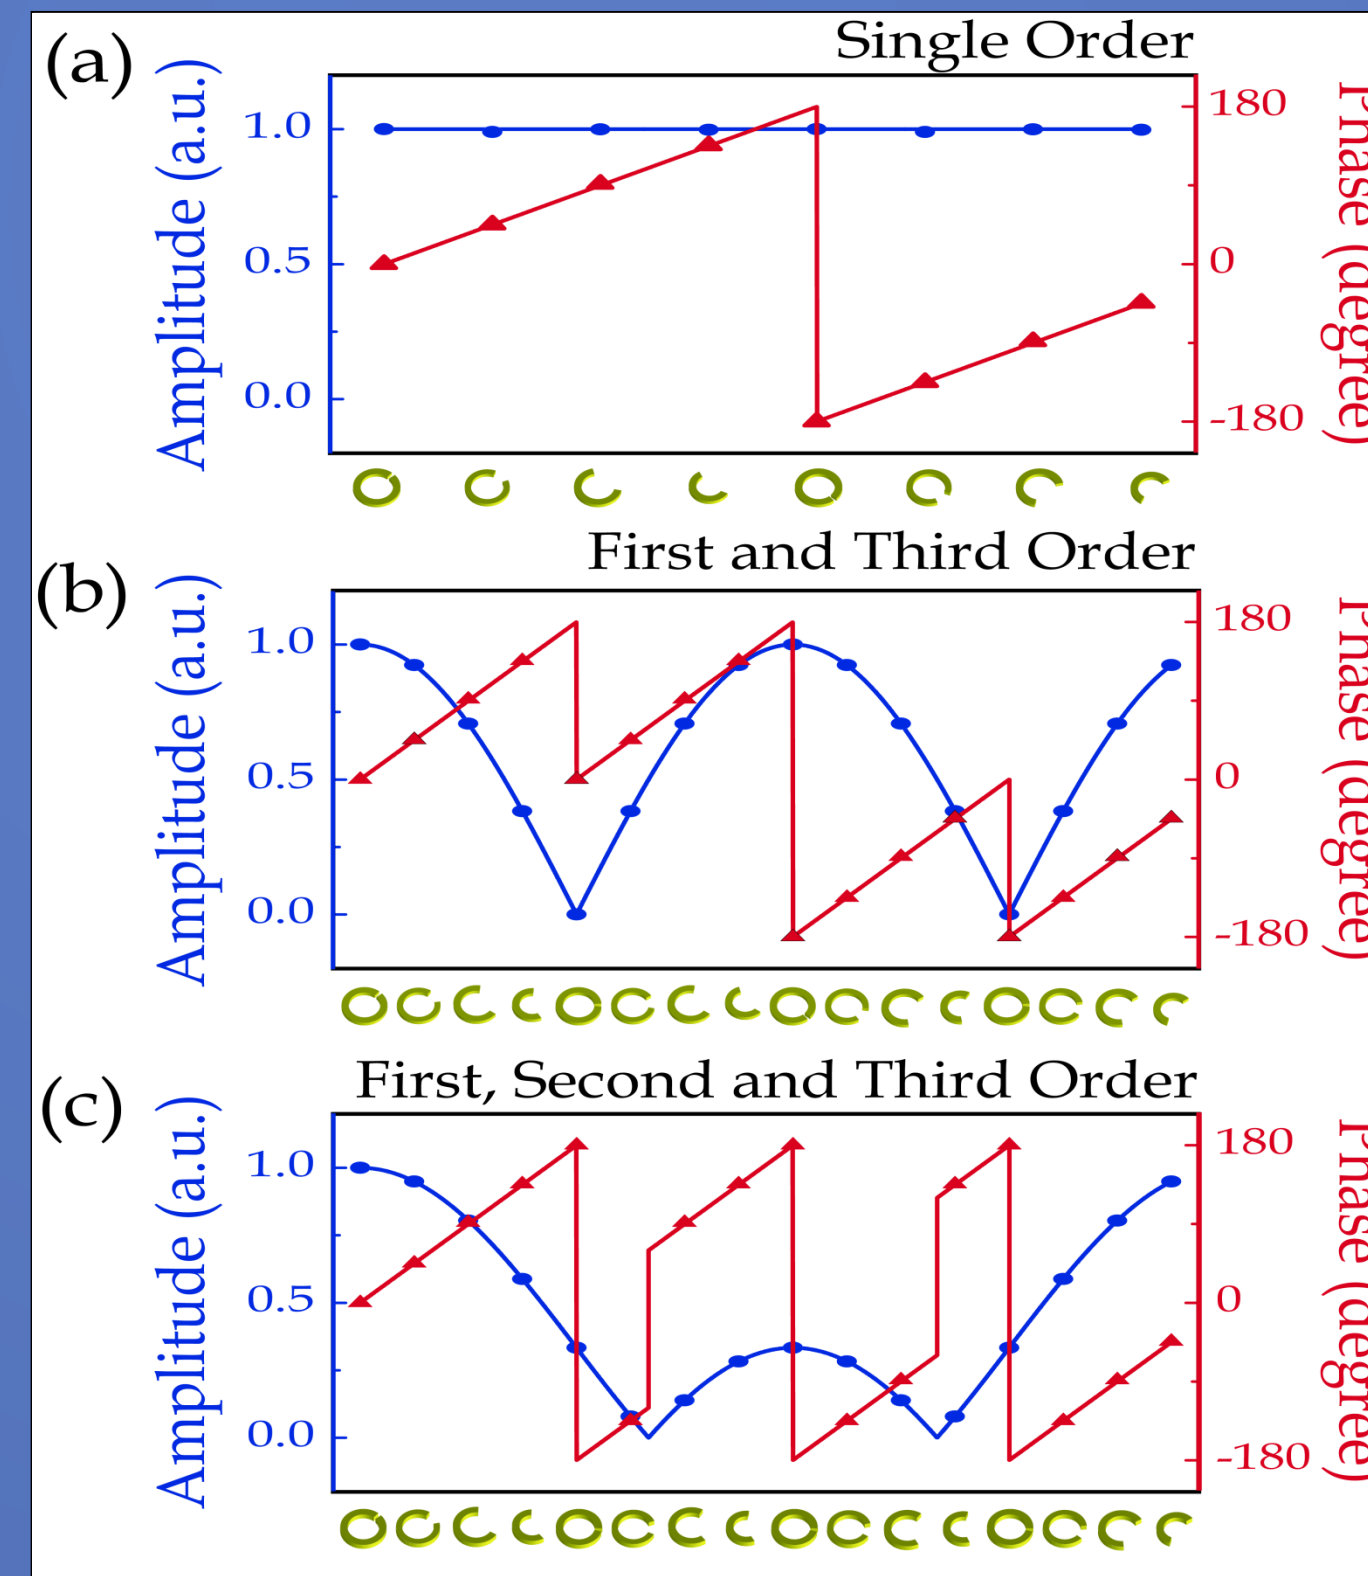 (a)
Single Order
Amplitude (a.u.)
1.0
0.5
0.0
180
0
-180
Phase (degree)
(b)
First and Third Order
Amplitude (a.u.)
1.0
0.5
0.0
180
0
-180
Phase (degree)
(c)
First, Second and Third Order
Amplitude (a.u.)
1.0
0.5
0.0
180
0
-180
Phase (degree)